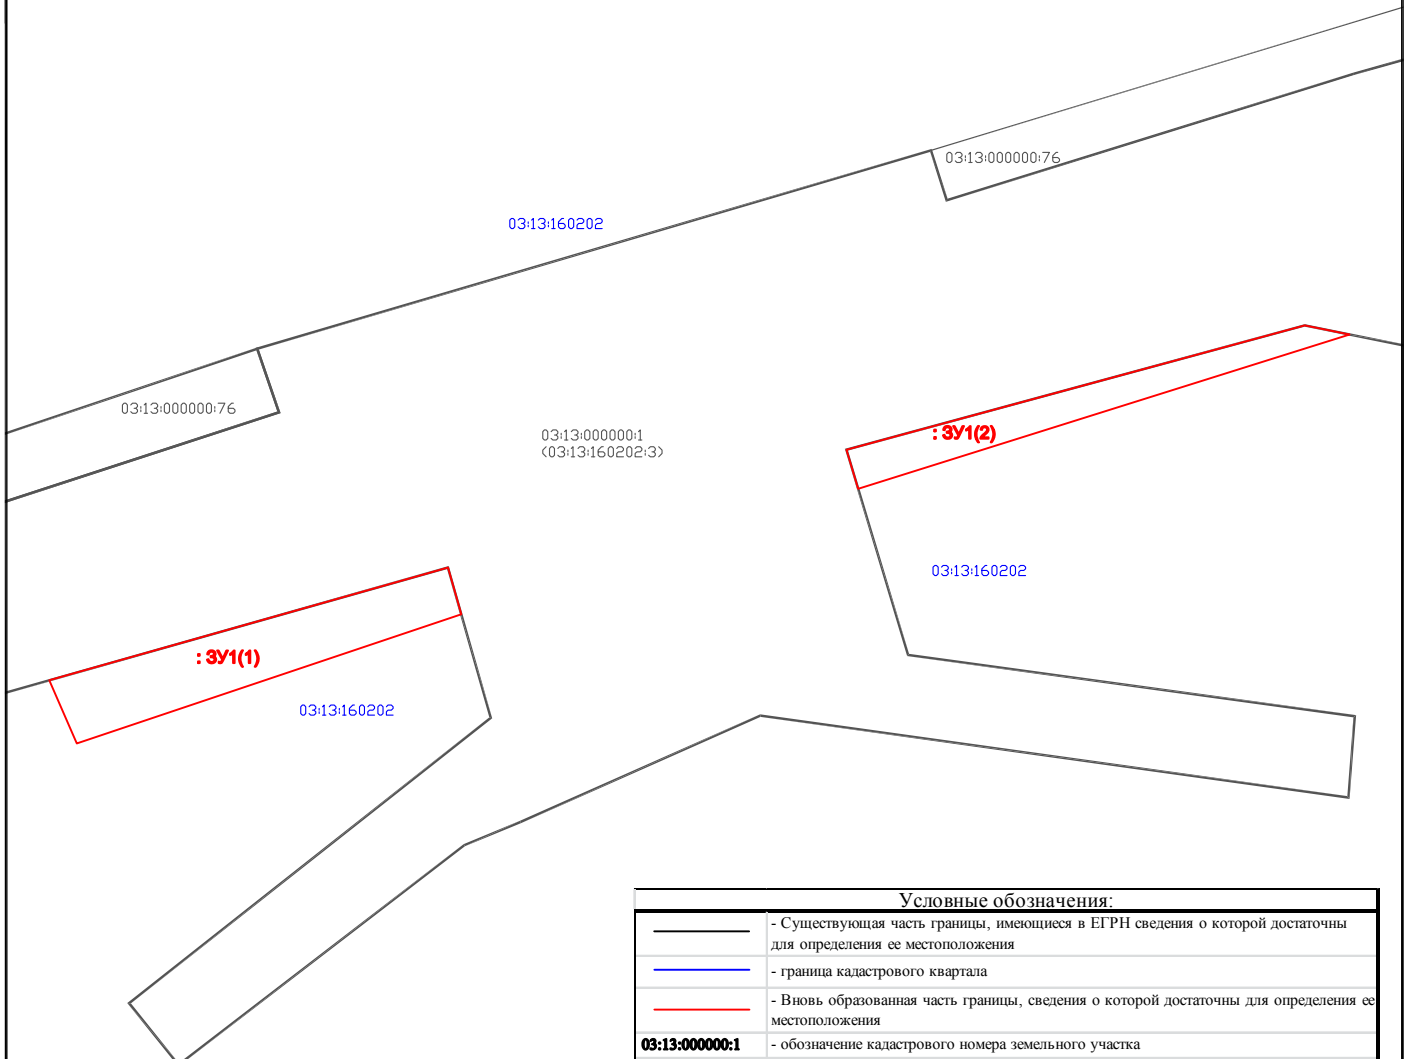 03:13:000000:76
03:13:160202
03:13:000000:76
03:13:000000:1
(03:13:160202:3)
: ЗУ1(2)
03:13:160202
: ЗУ1(1)
03:13:160202
Условные обозначения:
- Существующая часть границы, имеющиеся в ЕГРН сведения о которой достаточны
для определения ее местоположения
- граница кадастрового квартала
- Вновь образованная часть границы, сведения о которой достаточны для определения ее
местоположения
03:13:000000:1 - обозначение кадастрового номера земельного участка